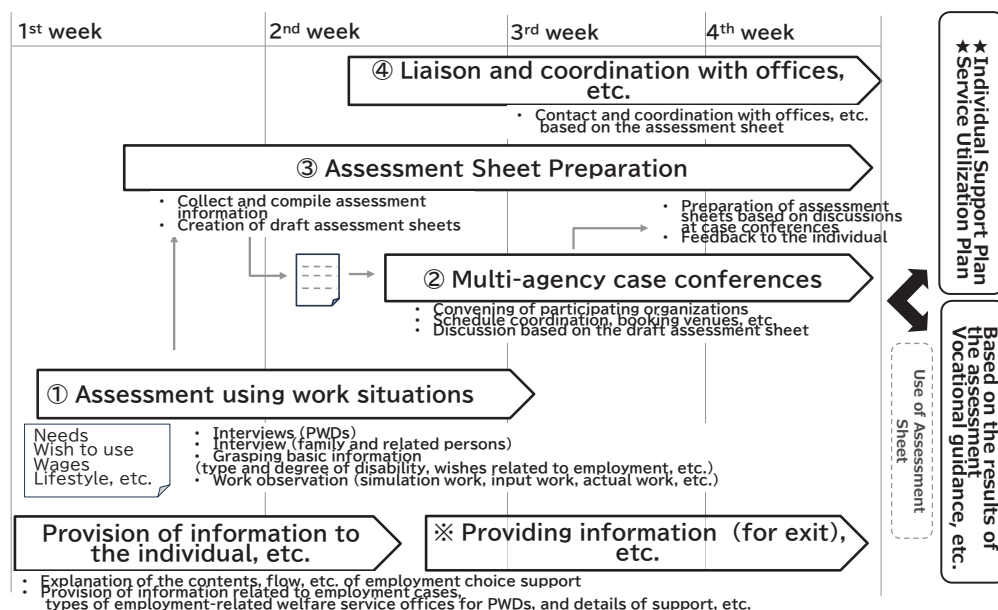 1st week
2nd week
3rd week
4th week
④ Liaison and coordination with offices,
etc.
・ Contact and coordination with offices, etc.
based on the assessment sheet
③ Assessment Sheet Preparation
・ Collect and compile assessment
information
・ Creation of draft assessment sheets
・ Preparation of assessment
sheets based on discussions
at case conferences
・ Feedback to the individual
② Multi-agency case conferences
・ Convening of participating organizations
・ Schedule coordination, booking venues, etc.
・ Discussion based on the draft assessment sheet
① Assessment using work situations
Needs
Wish to use
Wages
Lifestyle, etc.
・ Interviews (PWDs)
・ Interview (family and related persons)
・ Grasping basic information
(type and degree of disability, wishes related to employment, etc.)
・ Work observation (simulation work, input work, actual work, etc.)
Provision of information to
the individual, etc.
※ Providing information (for exit),
etc.
・ Explanation of the contents, flow, etc. of employment choice support
・ Provision of information related to employment cases,
types of employment-related welfare service offices for PWDs, and details of support, etc.
★Individual Support Plan
★Service Utilization Plan
Use of Assessment
Sheet
Based on the results of
the assessment
Vocational guidance, etc.